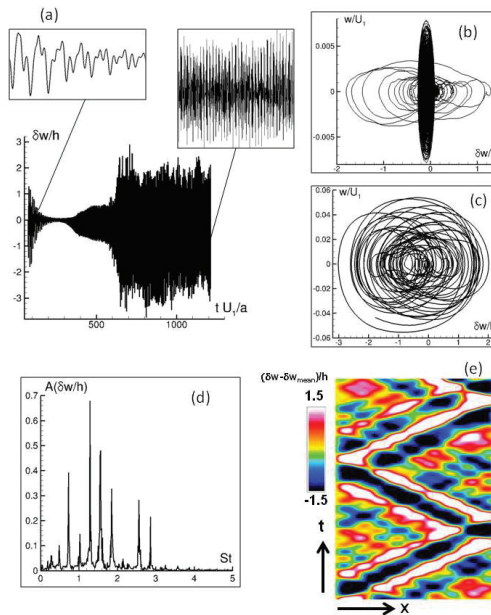 (a)
δw/h
3
2
1
0
-1
-2
-3
500
1000
t U₁/a
w/U₁
(b)
0.005
0
-0.005
-2
-1
0
1
δw/
w/U₁
(c)
0.06
0.04
0.02
0
-0.02
-0.04
-0.06
-3
-2
-1
0
1
2
δw/h
A(δw/h)
(d)
0.7
0.6
0.5
0.4
0.3
0.2
0.1
0
0
1
2
3
4
5
St
(e)
(δw-δwmean)/h
1.5
-1.5
t
x